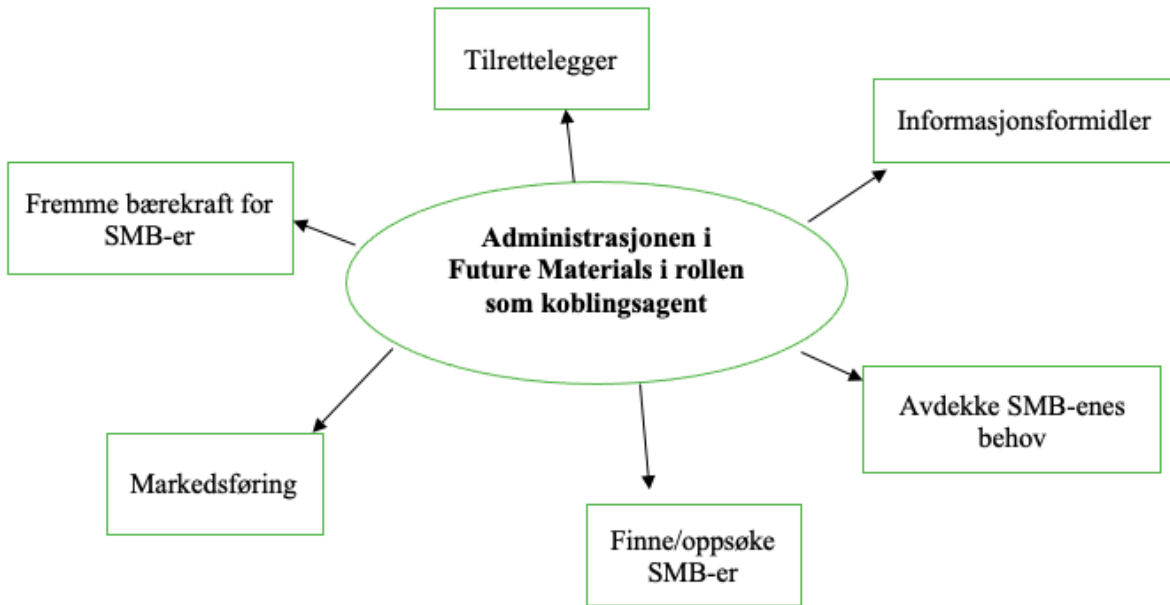 Tilrettelegger
Informasjonsformidler
Fremme bærekraft for
SMB-er
Administrasjonen i
Future Materials i rollen
som koblingsagent
Avdekke SMB-enes
behov
Markedsføring
Finne/oppsøke
SMB-er